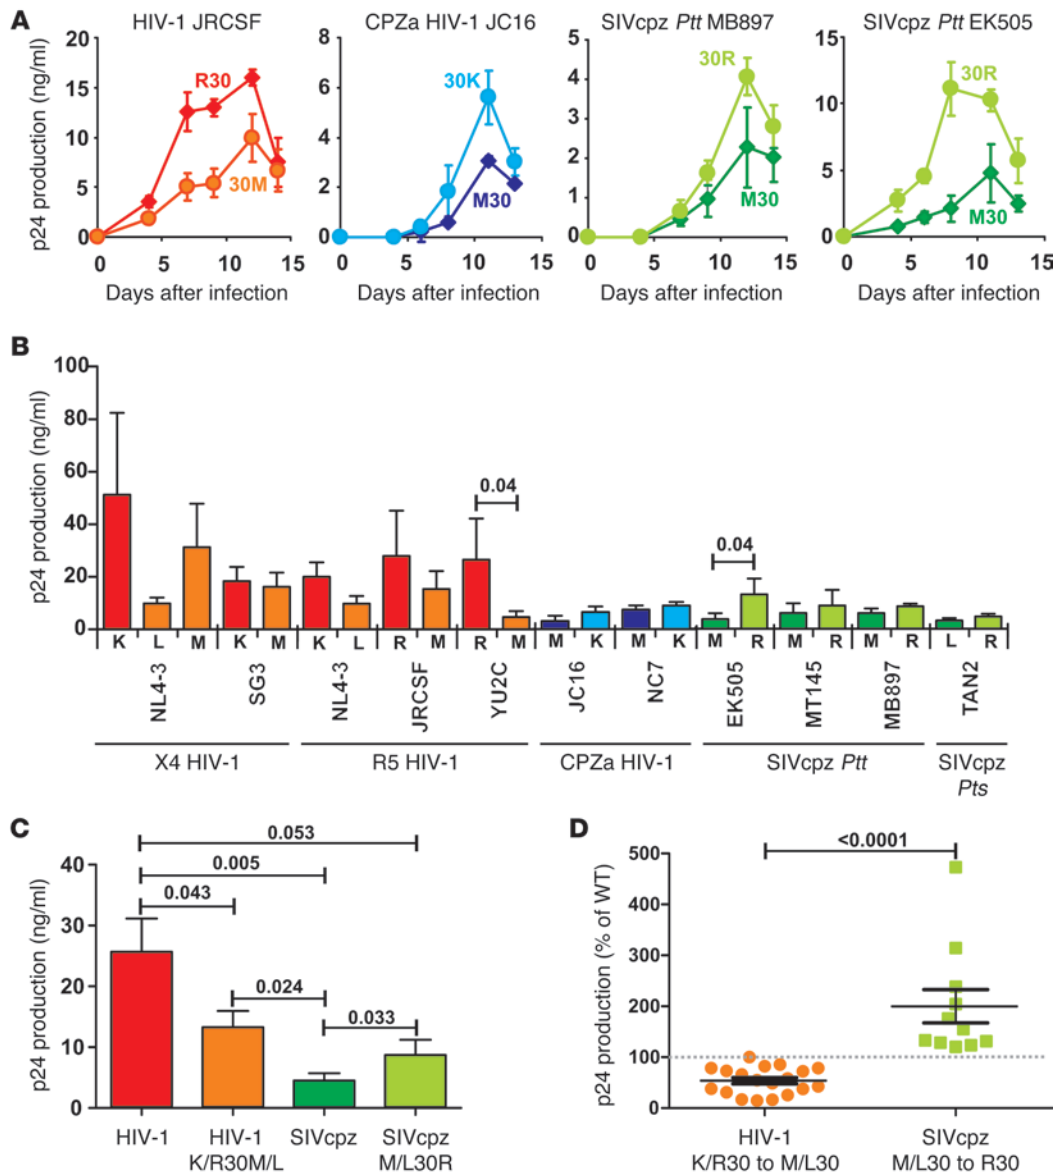 A
HIV-1 JRCSF
CPZa HIV-1 JC16
SIVcpz Ptt MB897
SIVcpz Ptt EK505
p24 production (ng/ml)
20
15
10
5
0
R30
30M
0 5 10 15
Days after infection
8
6
4
2
0
30K
M30
0 5 10 15
Days after infection
5
4
3
2
1
0
30R
M30
0 5 10 15
Days after infection
15
10
5
0
30R
M30
0 5 10 15
Days after infection
B
p24 production (ng/ml)
100
80
60
40
20
0
0.04
0.04
K L M K M K L R M R M M K M K M R M R M R L R
NL4-3
SG3
NL4-3
JRCSF
YU2C
JC16
NC7
EK505
MT145
MB897
TAN2
X4 HIV-1
R5 HIV-1
CPZa HIV-1
SIVcpz Ptt
SIVcpz
Pts
C
p24 production (ng/ml)
40
30
20
10
0
0.053
0.005
0.043
0.024
0.033
HIV-1
HIV-1
K/R30M/L
SIVcpz
SIVcpz
M/L30R
D
p24 production (% of WT)
500
400
300
200
100
0
<0.0001
HIV-1
K/R30 to M/L30
SIVcpz
M/L30 to R30